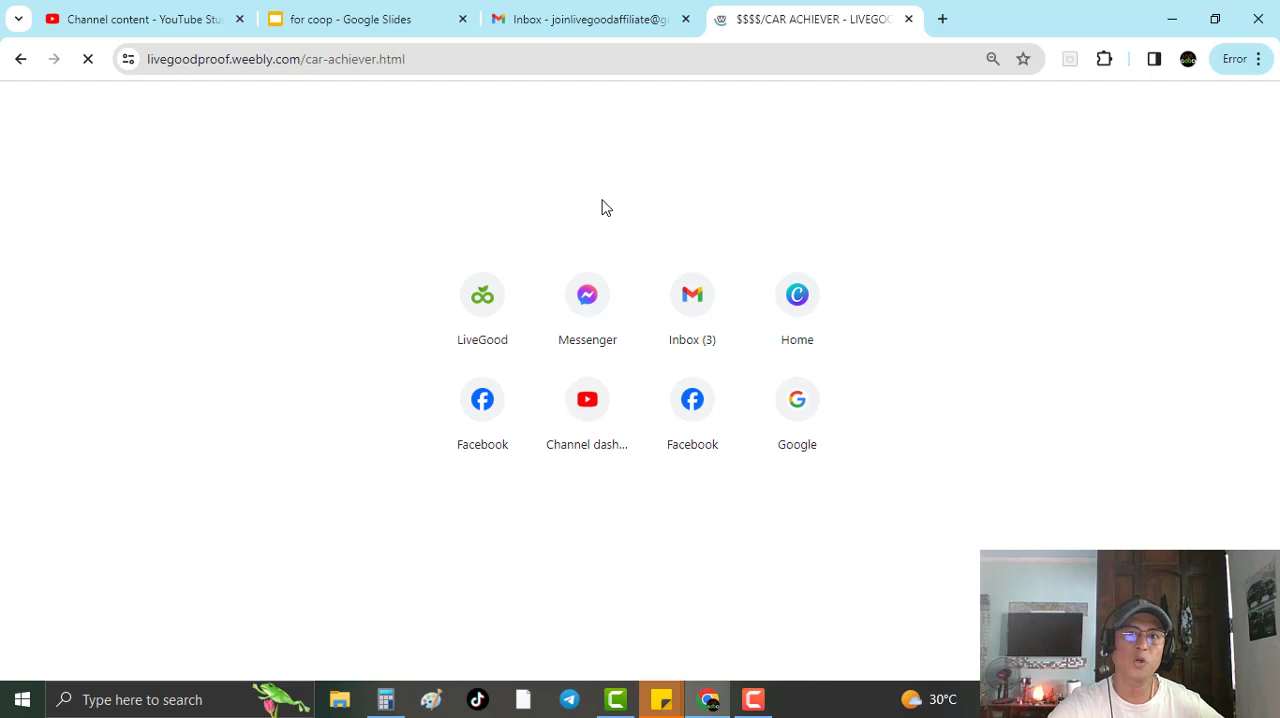 Channel content - YouTube Stu
for coop - Google Slides
Inbox - joinlivegoodaffiliate@g
$$$$/CAR ACHIEVER - LIVEGOO
livegoodproof.weebly.com/car-achiever.html
Error
LiveGood
Messenger
Inbox (3)
Home
Facebook
Channel dash...
Facebook
Google
Type here to search
30°C